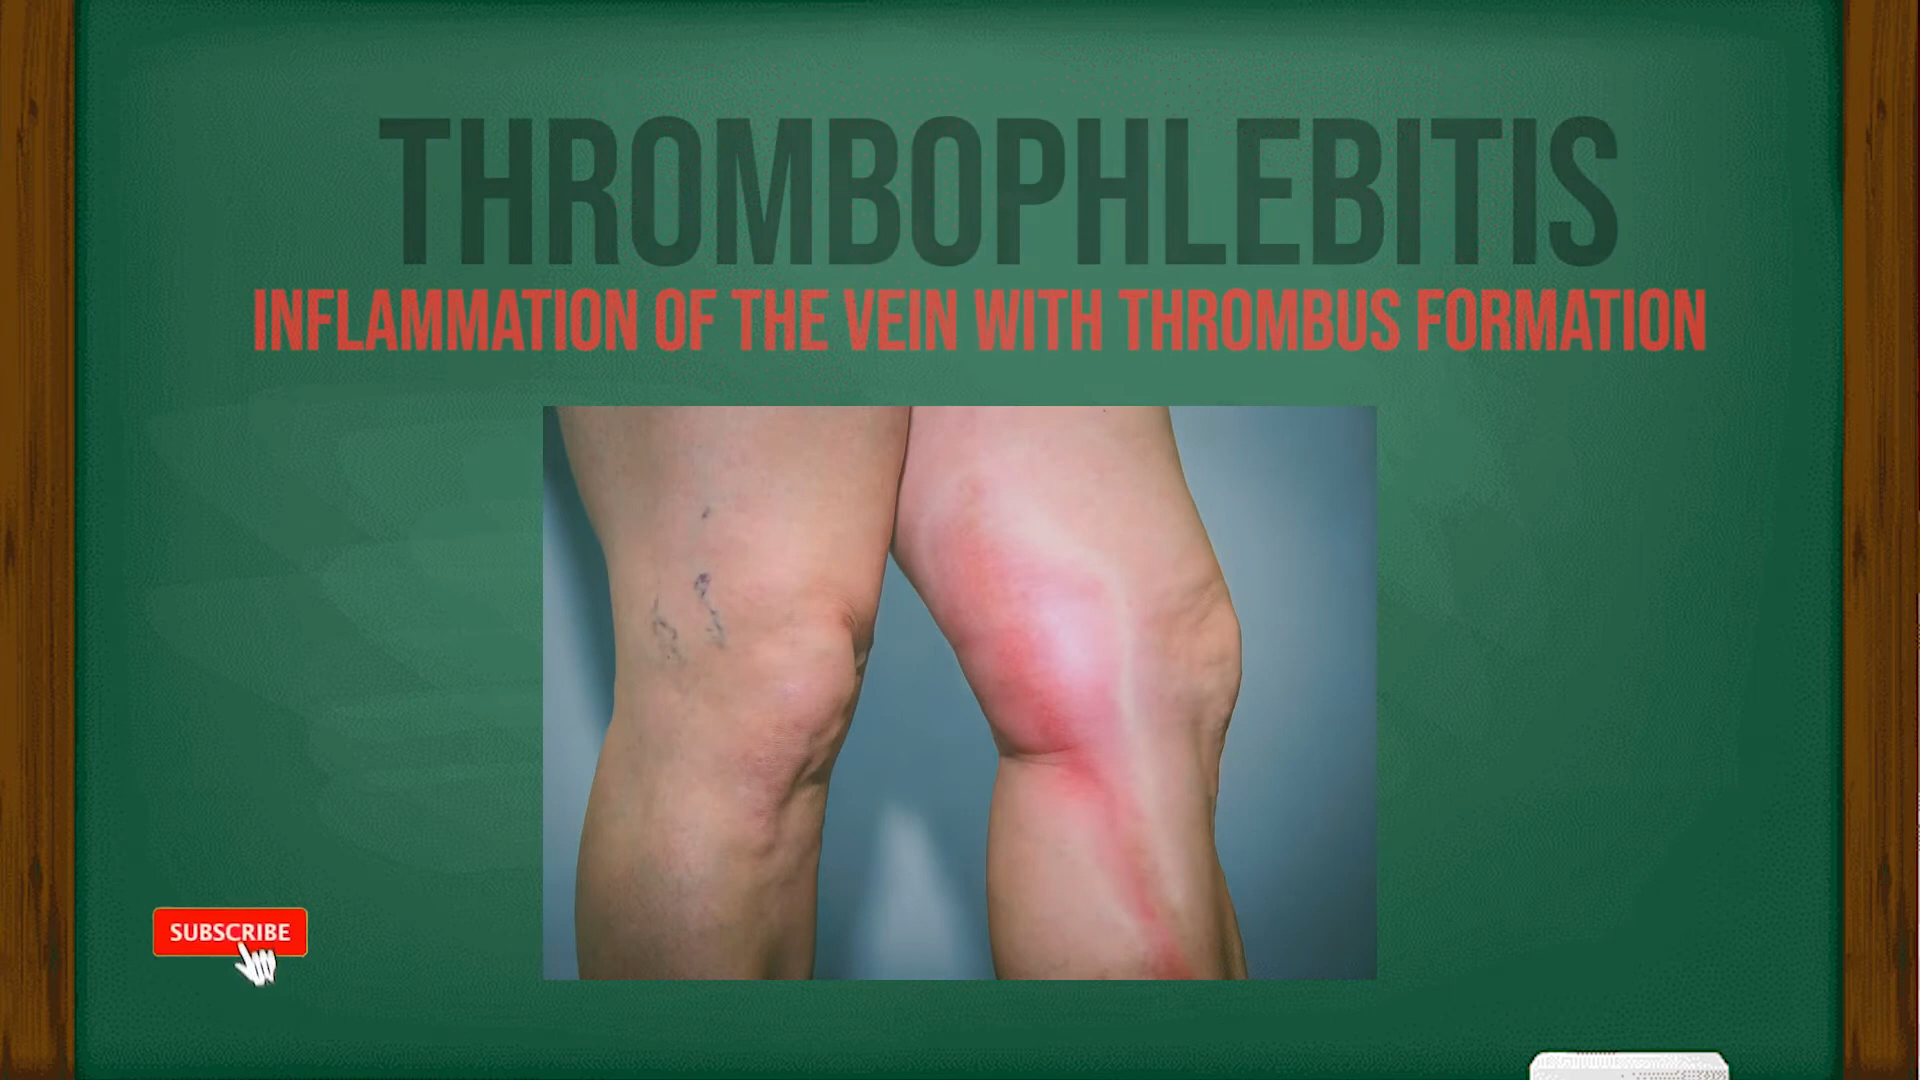 THROMBOPHLEBITIS
INFLAMMATION OF THE VEIN WITH THROMBUS FORMATION
SUBSCRIBE